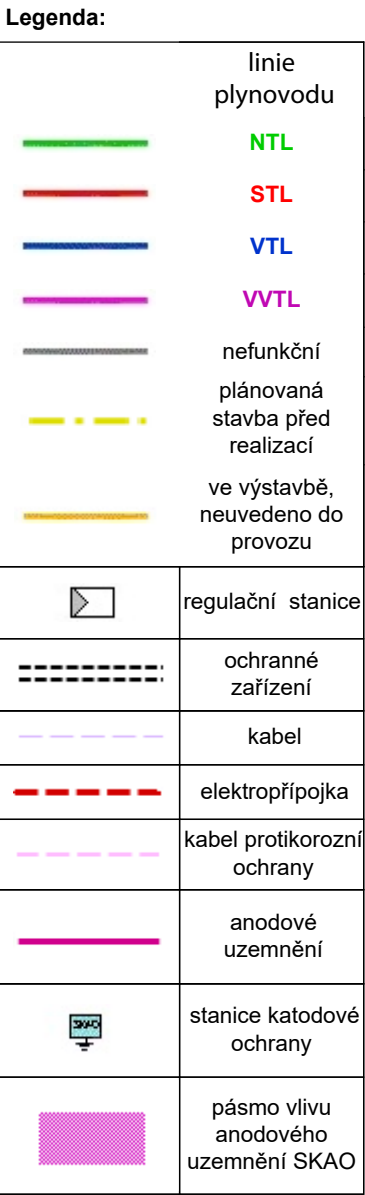 Legenda:
linie
plynovodu
NTL
STL
VTL
VVTL
nefunkční
plánovaná
stavba před
realizací
ve výstavbě,
neuvedeno do
provozu
regulační stanice
ochranné
zařízení
kabel
elektropřípojka
kabel protikorozní
ochrany
anodové
uzemnění
SKAO
stanice katodové
ochrany
pásmo vlivu
anodového
uzemnění SKAO